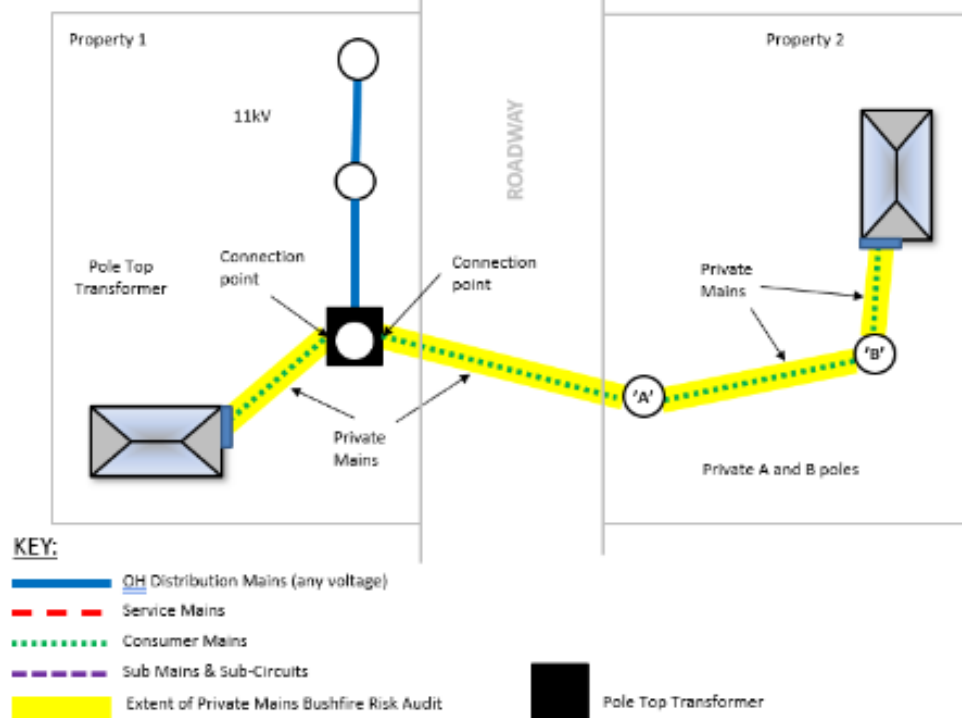 Property 1
Property 2
11kV
ROADWAY
Pole Top
Transformer
Connection
point
Connection
point
Private
Mains
'B'
'A'
Private
Mains
Private A and B poles
KEY:
OH Distribution Mains (any voltage)
Service Mains
Consumer Mains
Sub Mains & Sub-Circuits
Extent of Private Mains Bushfire Risk Audit
Pole Top Transformer